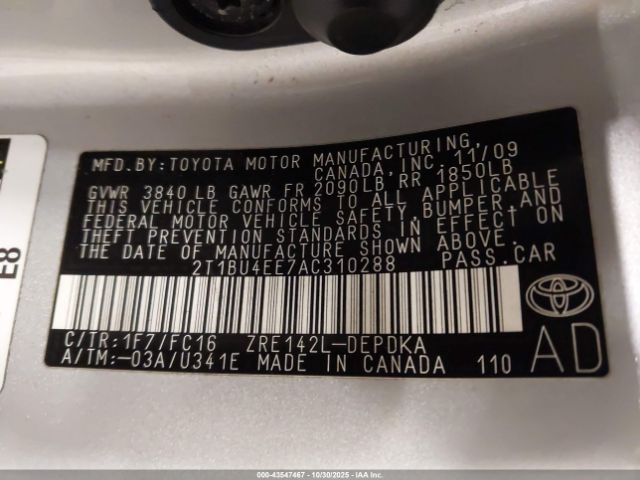 MFD.BY:TOYOTA MOTOR MANUFACTURING,
CANADA,INC. 11/09
GVWR 3840 LB GAWR FR 2090LB, RR 1850LB
THIS VEHICLE CONFORMS TO ALL APPLICABLE
FEDERAL MOTOR VEHICLE SAFETY,BUMPER,AND
THEFT PREVENTION STANDARDS IN EFFECT ON
THE DATE OF MANUFACTURE SHOWN ABOVE.
2T1BU4EE7AC310288 PASS.CAR
C/TR:1F7/FC16 ZRE142L-DEPDKA
A/TM:-03A/U341E MADE IN CANADA 110
AD
E8
000-43547467 - 10/30/2025 - IAA Inc.